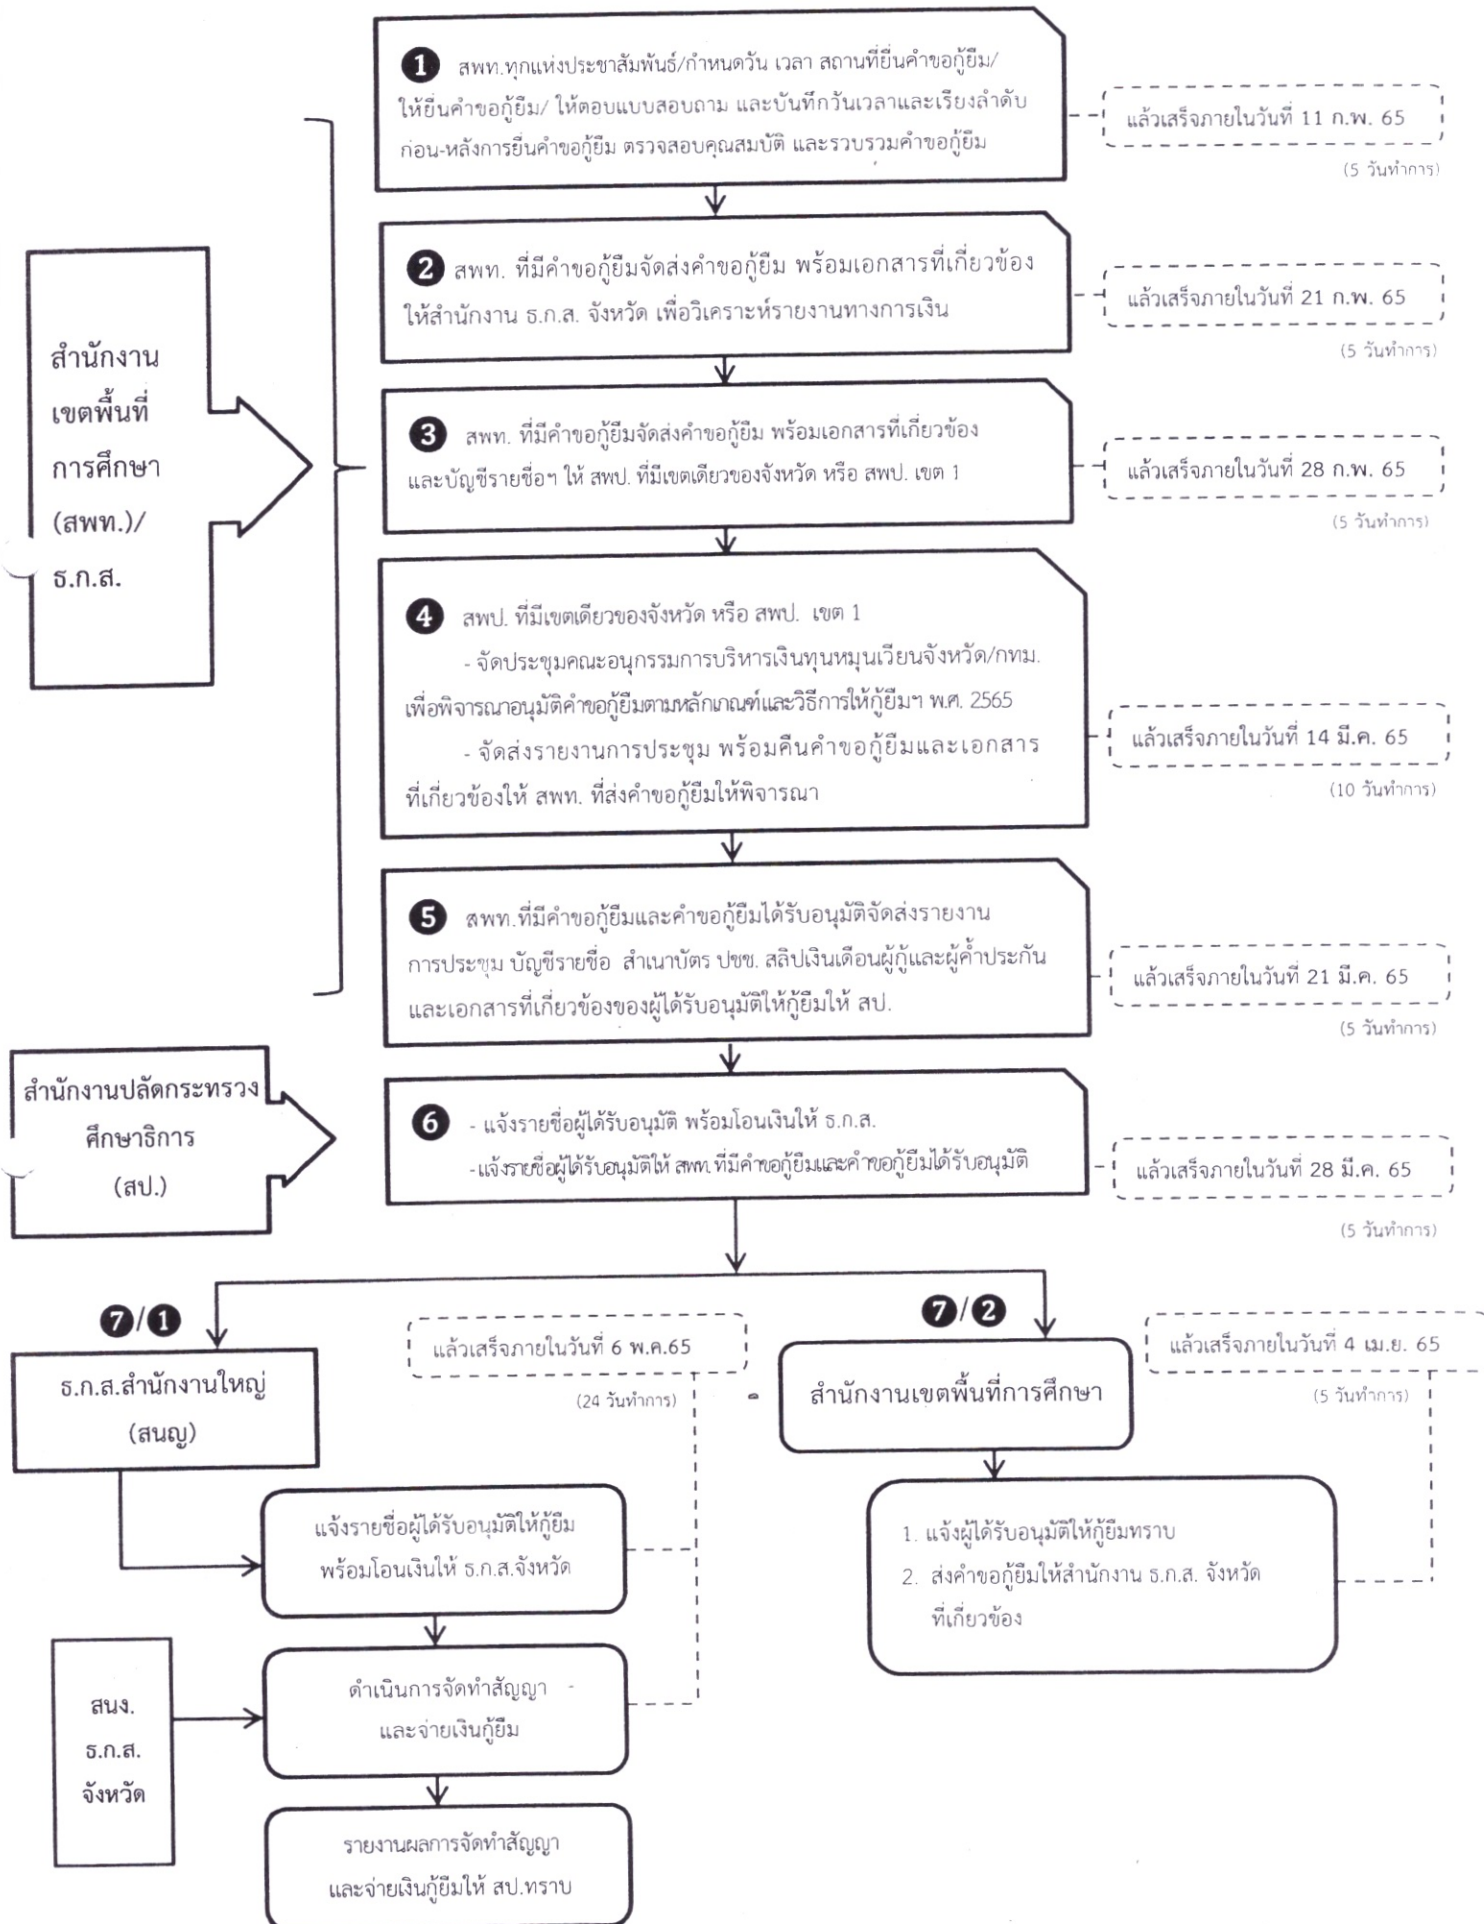 ❶ สพท.ทุกแห่งประชาสัมพันธ์/กำหนดวัน เวลา สถานที่ยื่นคำขอกู้ยืม/
ให้ยื่นคำขอกู้ยืม/ ให้ตอบแบบสอบถาม และบันทึกวันเวลาและเรียงลำดับ
ก่อน-หลังการยื่นคำขอกู้ยืม ตรวจสอบคุณสมบัติ และรวบรวมคำขอกู้ยืม
แล้วเสร็จภายในวันที่ 11 ก.พ. 65
(5 วันทำการ)
❷ สพท. ที่มีคำขอกู้ยืมจัดส่งคำขอกู้ยืม พร้อมเอกสารที่เกี่ยวข้อง
ให้สำนักงาน ธ.ก.ส. จังหวัด เพื่อวิเคราะห์รายงานทางการเงิน
แล้วเสร็จภายในวันที่ 21 ก.พ. 65
(5 วันทำการ)
สำนักงาน
เขตพื้นที่
การศึกษา
(สพท.)/
ธ.ก.ส.
❸ สพท. ที่มีคำขอกู้ยืมจัดส่งคำขอกู้ยืม พร้อมเอกสารที่เกี่ยวข้อง
และบัญชีรายชื่อฯ ให้ สพป. ที่มีเขตเดียวของจังหวัด หรือ สพป. เขต 1
แล้วเสร็จภายในวันที่ 28 ก.พ. 65
(5 วันทำการ)
❹ สพป. ที่มีเขตเดียวของจังหวัด หรือ สพป. เขต 1
- จัดประชุมคณะอนุกรรมการบริหารเงินทุนหมุนเวียนจังหวัด/กทม.
เพื่อพิจารณาอนุมัติคำขอกู้ยืมตามหลักเกณฑ์และวิธีการให้กู้ยืมฯ พ.ศ. 2565
- จัดส่งรายงานการประชุม พร้อมคืนคำขอกู้ยืมและเอกสาร
ที่เกี่ยวข้องให้ สพท. ที่ส่งคำขอกู้ยืมให้พิจารณา
แล้วเสร็จภายในวันที่ 14 มี.ค. 65
(10 วันทำการ)
❺ สพท.ที่มีคำขอกู้ยืมและคำขอกู้ยืมได้รับอนุมัติจัดส่งรายงาน
การประชุม บัญชีรายชื่อ สำเนาบัตร ปชช. สลิปเงินเดือนผู้กู้และผู้ค้ำประกัน
และเอกสารที่เกี่ยวข้องของผู้ได้รับอนุมัติให้กู้ยืมให้ สป.
แล้วเสร็จภายในวันที่ 21 มี.ค. 65
(5 วันทำการ)
สำนักงานปลัดกระทรวง
ศึกษาธิการ
(สป.)
❻ - แจ้งรายชื่อผู้ได้รับอนุมัติ พร้อมโอนเงินให้ ธ.ก.ส.
-แจ้งรายชื่อผู้ได้รับอนุมัติให้ สพท. ที่มีคำขอกู้ยืมและคำขอกู้ยืมได้รับอนุมัติ
แล้วเสร็จภายในวันที่ 28 มี.ค. 65
(5 วันทำการ)
❼/❶
ธ.ก.ส.สำนักงานใหญ่
(สนญ)
แล้วเสร็จภายในวันที่ 6 พ.ค.65
(24 วันทำการ)
❼/❷
สำนักงานเขตพื้นที่การศึกษา
แล้วเสร็จภายในวันที่ 4 เม.ย. 65
(5 วันทำการ)
แจ้งรายชื่อผู้ได้รับอนุมัติให้กู้ยืม
พร้อมโอนเงินให้ ธ.ก.ส.จังหวัด
1. แจ้งผู้ได้รับอนุมัติให้กู้ยืมทราบ
2. ส่งคำขอกู้ยืมให้สำนักงาน ธ.ก.ส. จังหวัด
ที่เกี่ยวข้อง
สนง.
ธ.ก.ส.
จังหวัด
ดำเนินการจัดทำสัญญา
และจ่ายเงินกู้ยืม
รายงานผลการจัดทำสัญญา
และจ่ายเงินกู้ยืมให้ สป.ทราบ